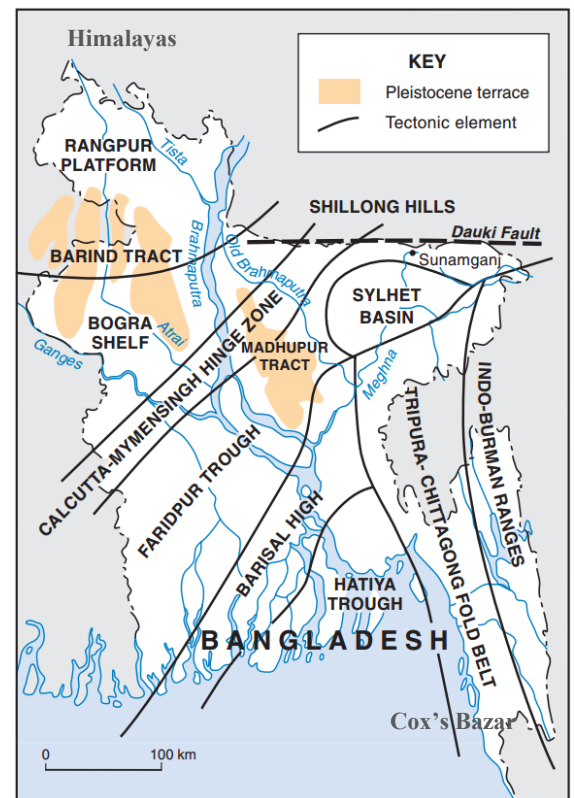 Himalayas
KEY
Pleistocene terrace
Tectonic element
RANGPUR
PLATFORM
Tista
SHILLONG HILLS
Dauki Fault
Sunamganj
BARIND TRACT
Brahmaputra
Old Brahmaputra
SYLHET
BASIN
BOGRA
SHELF
Atrai
Ganges
MADHUPUR
TRACT
Meghna
CALCUTTA-MYMENSINGH HINGE ZONE
FARIDPUR TROUGH
BARISAL HIGH
TRIPURA- CHITTAGONG FOLD BELT
INDO-BURMAN RANGES
HATIYA
TROUGH
BANGLADESH
Cox's Bazar
0 100 km